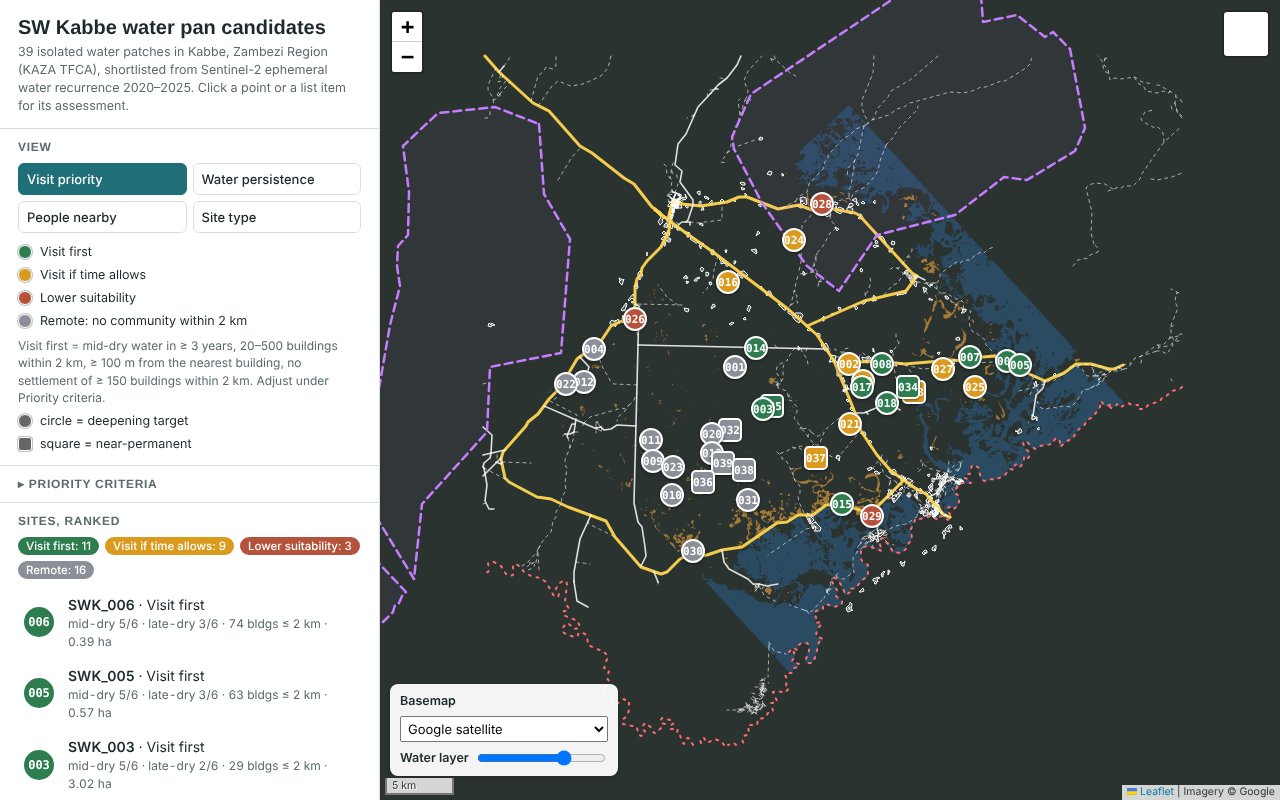 SW Kabbe water pan candidates
39 isolated water patches in Kabbe, Zambezi Region
(KAZA TFCA), shortlisted from Sentinel-2 ephemeral
water recurrence 2020–2025. Click a point or a list item
for its assessment.
VIEW
Visit priority
Water persistence
People nearby
Site type
Visit first
Visit if time allows
Lower suitability
Remote: no community within 2 km
Visit first = mid-dry water in ≥ 3 years, 20–500 buildings
within 2 km, ≥ 100 m from the nearest building, no
settlement of ≥ 150 buildings within 2 km. Adjust under
Priority criteria.
circle = deepening target
square = near-permanent
▸ PRIORITY CRITERIA
SITES, RANKED
Visit first: 11
Visit if time allows: 9
Lower suitability: 3
Remote: 16
006
SWK_006 · Visit first
mid-dry 5/6 · late-dry 3/6 · 74 bldgs ≤ 2 km ·
0.39 ha
005
SWK_005 · Visit first
mid-dry 5/6 · late-dry 3/6 · 63 bldgs ≤ 2 km ·
0.57 ha
003
SWK_003 · Visit first
mid-dry 5/6 · late-dry 2/6 · 29 bldgs ≤ 2 km ·
3.02 ha
+
−
028
024
016
026
004
014
001
022
012
002
008
007
005
027
025
017
034
018
003
021
032
020
011
009
023
039
038
036
037
010
031
015
029
030
Basemap
Google satellite
Water layer
5 km
Leaflet | Imagery © Google